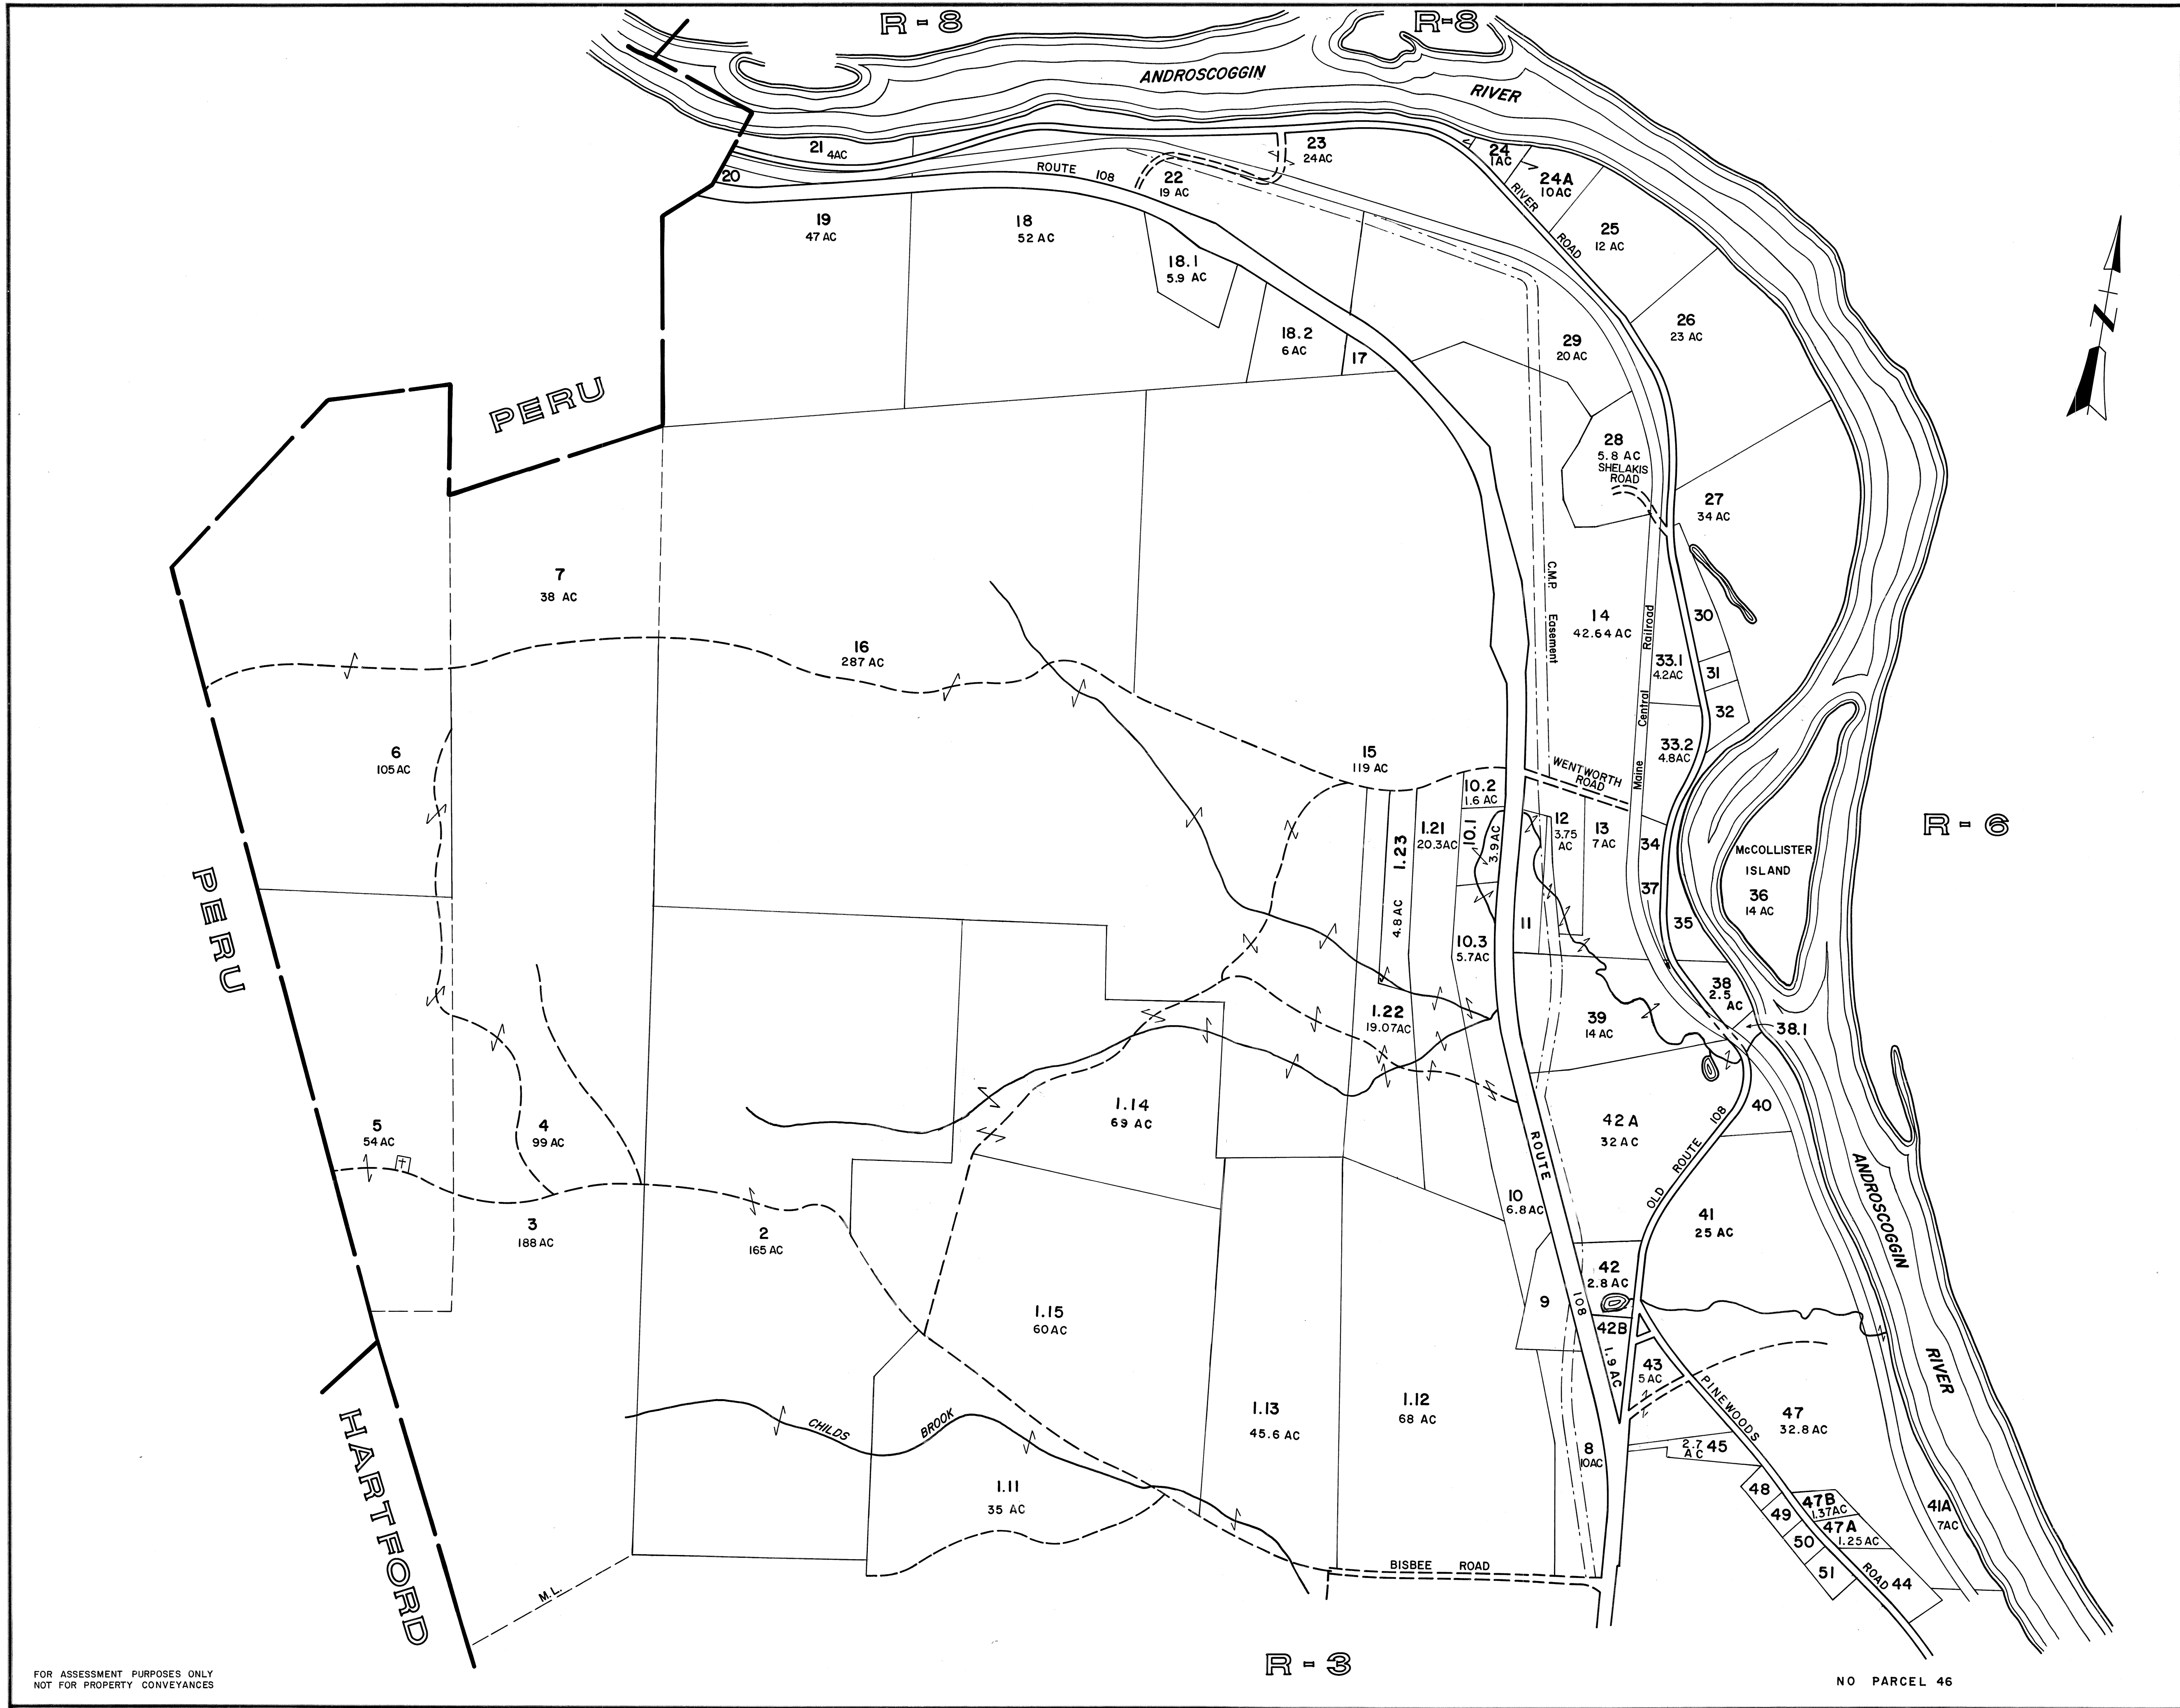 R-8
R-8
ANDROSCOGGIN
RIVER
21 4AC
20
ROUTE 108
22
19 AC
23
24 AC
24
1AC
24A
10AC
RIVER
ROAD
25
12 AC
19
47 AC
18
52 AC
18.1
5.9 AC
18.2
6 AC
17
26
23 AC
29
20 AC
N
PERU
28
5.8 AC
SHELAKIS
ROAD
27
34 AC
7
38 AC
C.M.P. Easement
14
42.64 AC
Maine Central Railroad
30
16
287 AC
33.1
4.2AC
31
32
6
105 AC
15
119 AC
33.2
4.8AC
WENTWORTH
ROAD
10.2
1.6 AC
1.23
4.8 AC
1.21
20.3AC
10.1
3.9 AC
12
3.75
AC
13
7 AC
34
R-6
McCOLLISTER
ISLAND
36
14 AC
37
35
11
PERU
10.3
5.7AC
38
2.5
AC
38.1
1.22
19.07AC
39
14 AC
1.14
69 AC
42 A
32 AC
40
5
54 AC
4
99 AC
ROUTE
108
OLD ROUTE 108
ANDROSCOGGIN
RIVER
10
6.8 AC
3
188 AC
2
165 AC
41
25 AC
42
2.8 AC
9
1.15
60 AC
42B
1.9 AC
43
5 AC
PINEWOODS
ROAD
47
32.8 AC
1.13
45.6 AC
1.12
68 AC
CHILDS BROOK
8
10AC
2.7
AC
45
1.11
35 AC
48
49
50
51
47B
1.37AC
47A
1.25 AC
44
41A
7AC
BISBEE ROAD
HARTFORD
M.L.
R-3
FOR ASSESSMENT PURPOSES ONLY
NOT FOR PROPERTY CONVEYANCES
NO PARCEL 46